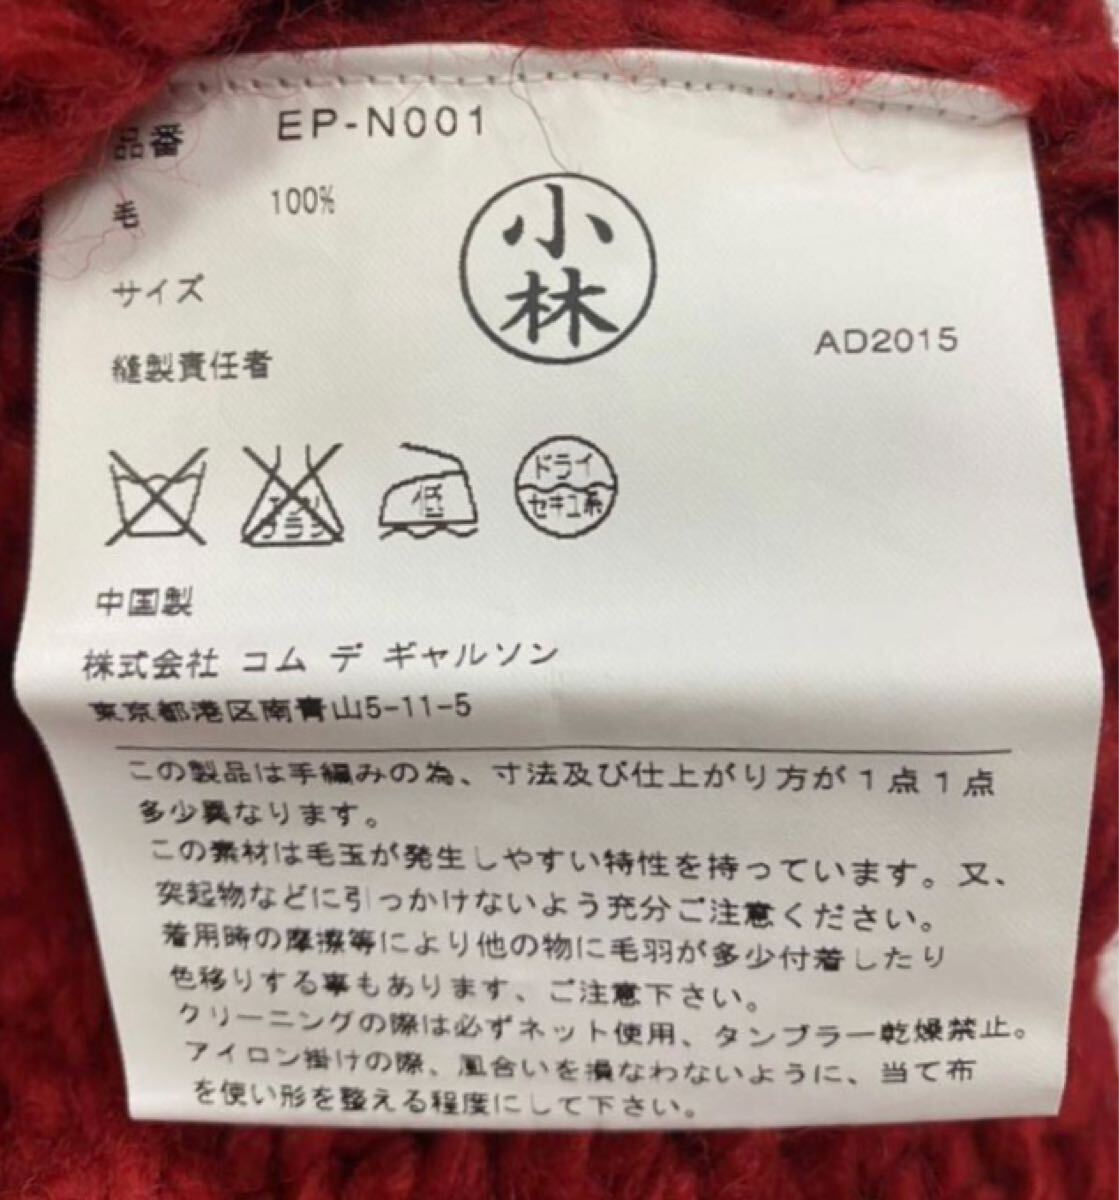 品番 EP-N001
毛 100%
小林
サイズ
AD2015
縫製責任者
エンソ
サラシ
低
ドライ
セキユ系
中国製
株式会社 コム デ ギャルソン
東京都港区南青山5-11-5
この製品は手編みの為、寸法及び仕上がり方が1点1点
多少異なります。
この素材は毛玉が発生しやすい特性を持っています。又、
突起物などに引っかけないよう充分ご注意ください。
着用時の摩擦等により他の物に毛羽が多少付着したり
色移りする事もあります、ご注意下さい。
クリーニングの際は必ずネット使用、タンブラー乾燥禁止。
アイロン掛けの際、風合いを損なわないように、当て布
を使い形を整える程度にして下さい。